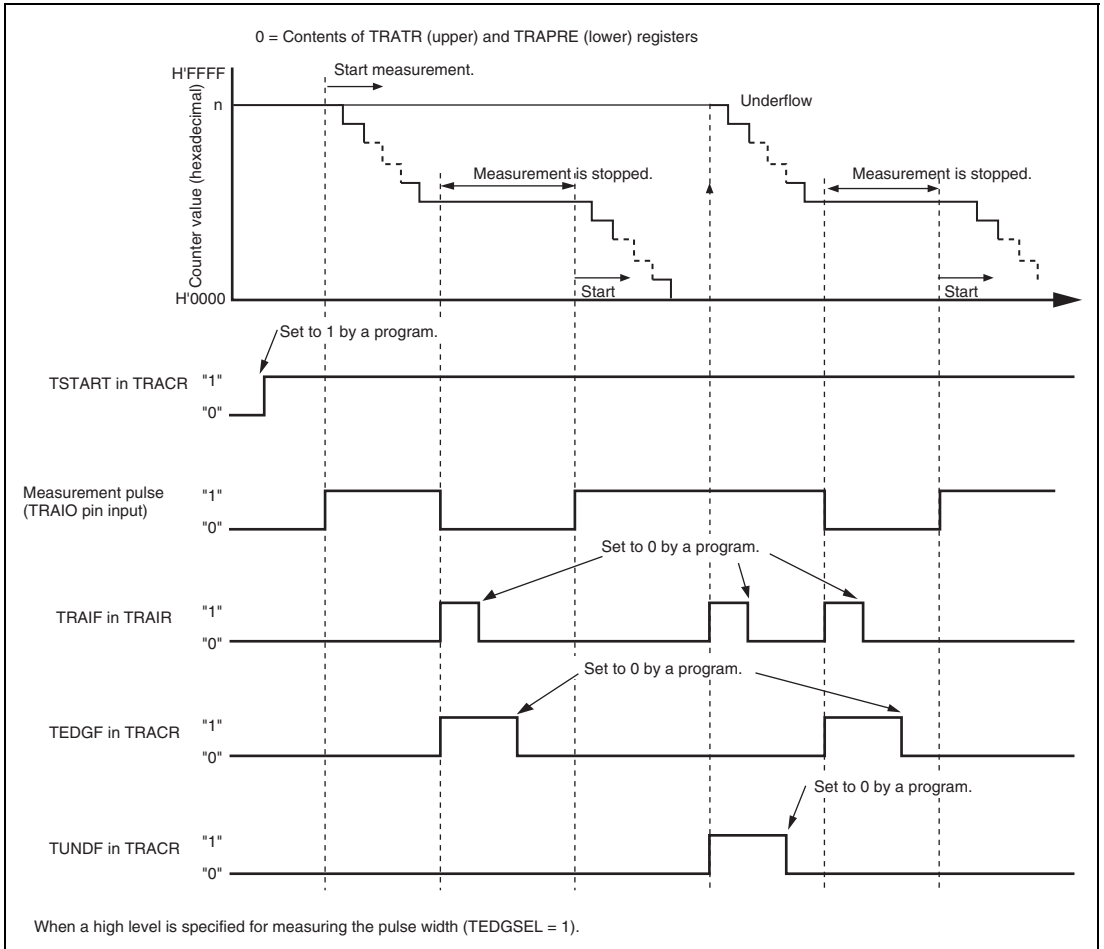 0 = Contents of TRATR (upper) and TRAPRE (lower) registers
H'FFFF
Start measurement.
n
Underflow
Counter value (hexadecimal)
Measurement is stopped.
Measurement is stopped.
Start
Start
H'0000
Set to 1 by a program.
TSTART in TRACR
"1"
"0"
Measurement pulse
(TRAIO pin input)
"1"
"0"
Set to 0 by a program.
TRAIF in TRAIR
"1"
"0"
Set to 0 by a program.
TEDGF in TRACR
"1"
"0"
Set to 0 by a program.
TUNDF in TRACR
"1"
"0"
When a high level is specified for measuring the pulse width (TEDGSEL = 1).